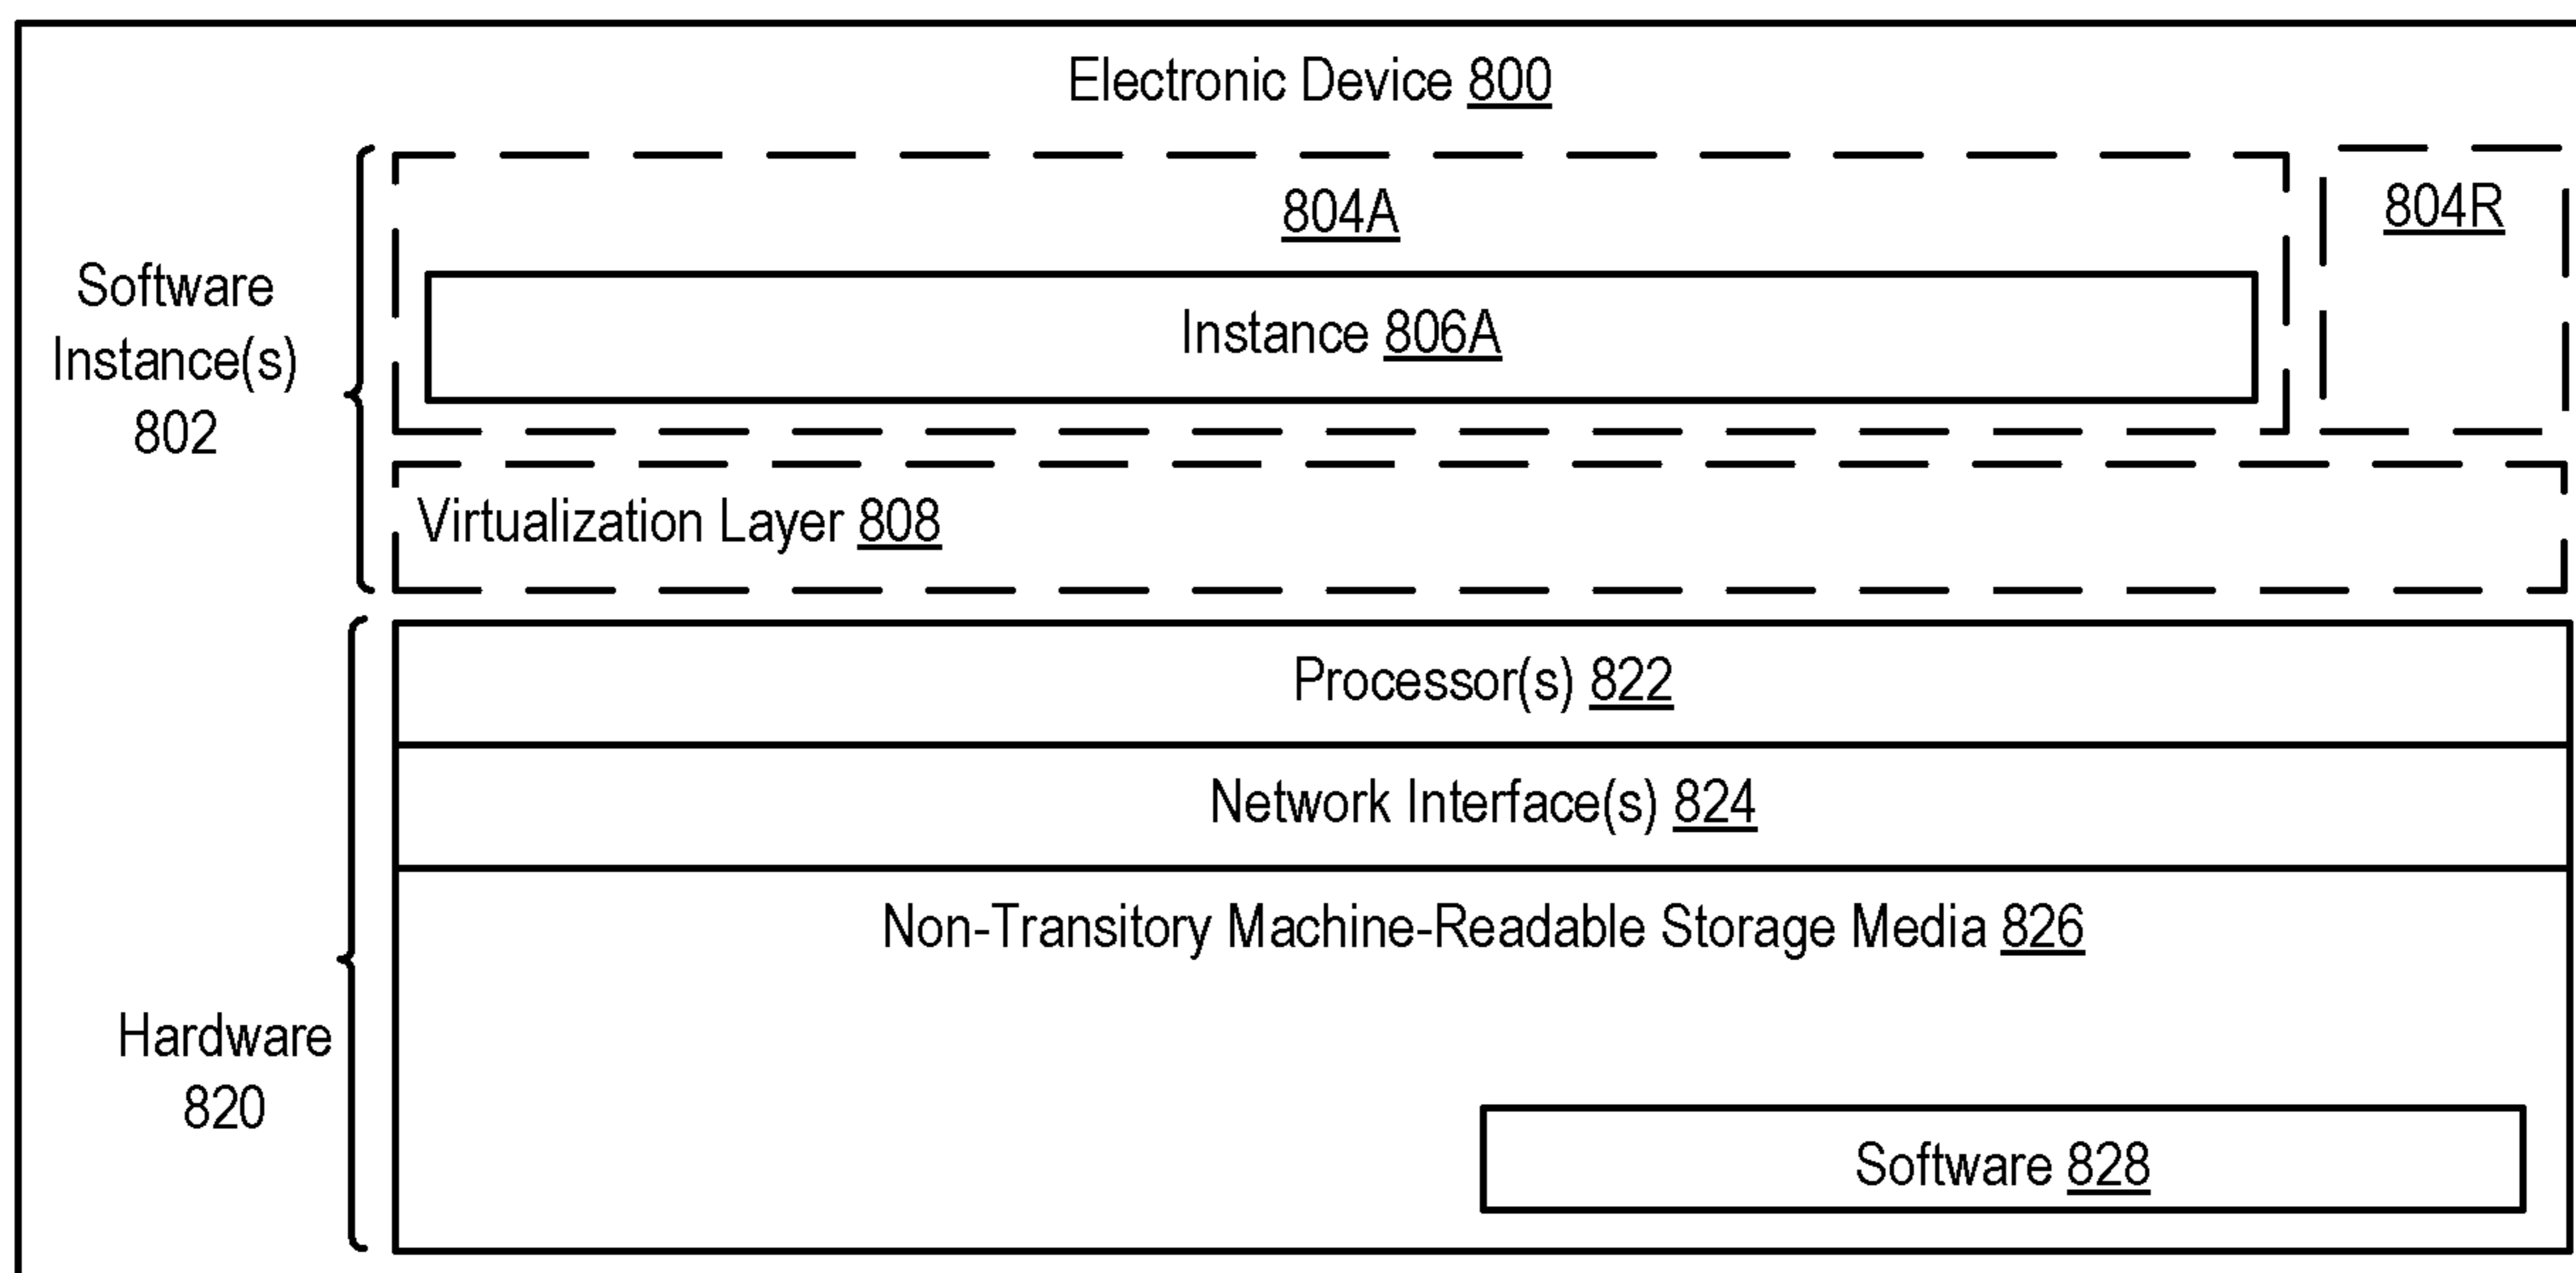 Electronic Device 800
804A
804R
Software
Instance(s)
802
Instance 806A
Virtualization Layer 808
Processor(s) 822
Network Interface(s) 824
Non-Transitory Machine-Readable Storage Media 826
Hardware
820
Software 828